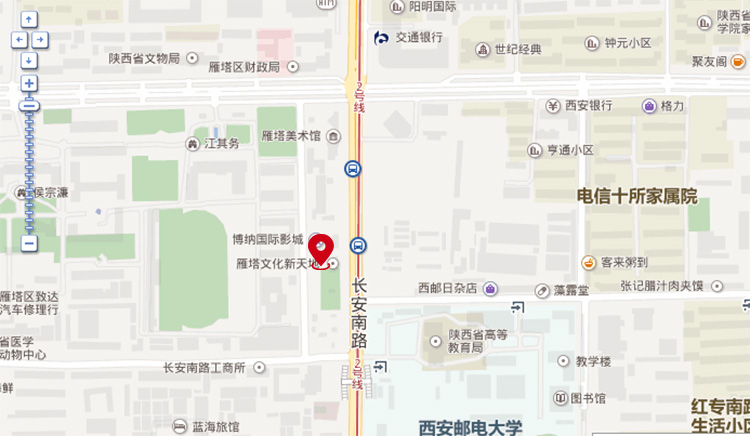 ATM
阳明国际
陕西省
学院家
交通银行
世纪经典
钟元小区
聚友阁
陕西省文物局
雁塔区财政局
2号线
西安银行
格力
雁塔美术馆
江其务
亨通小区
侯宗濂
电信十所家属院
博纳国际影城
雁塔文化新天地
客来粥到
西邮日杂店
藻露堂
张记腊汁肉夹馍
雁塔区致达
汽车修理行
长安南路
陕西省高等
教育局
省医学
动物中心
长安南路工商所
2号线
教学楼
图书馆
海鲜
红专南路
生活小区
蓝海旅馆
西安邮电大学